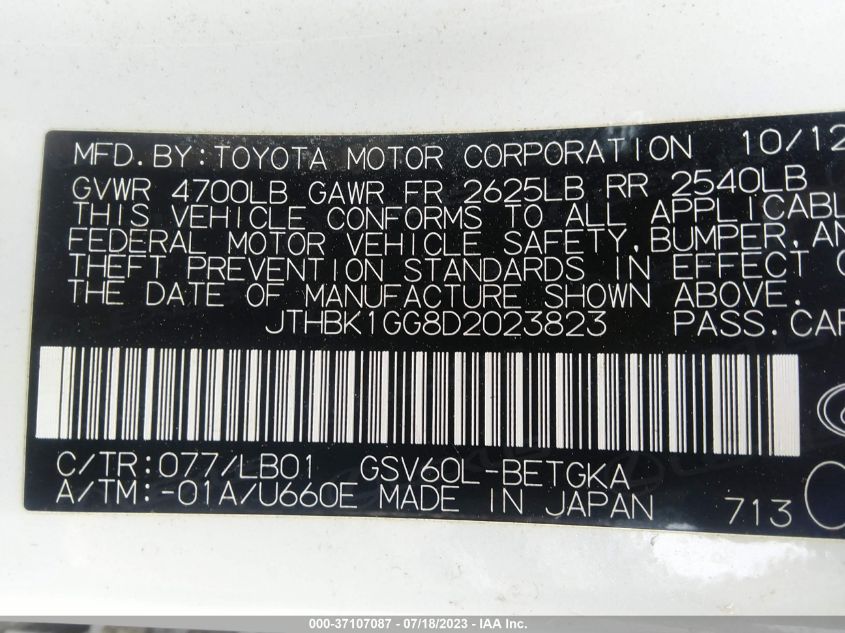 MFD. BY: TOYOTA MOTOR CORPORATION 10/12
GVWR 4700LB GAWR FR 2625LB RR 2540LB
THIS VEHICLE CONFORMS TO ALL APPLICABL
FEDERAL MOTOR VEHICLE SAFETY, BUMPER, AN
THEFT PREVENTION STANDARDS IN EFFECT O
THE DATE OF MANUFACTURE SHOWN ABOVE.
JTHBK1GG8D2023823 PASS. CAR
C/TR: 077/LB01 GSV60L-BETGKA
A/TM: -01A/U660E MADE IN JAPAN 713
000-37107087 / 07/18/2023 - IAA Inc.